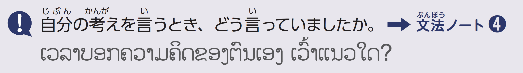 自分の考えを言うとき、どう言っていましたか。 ➡ 文法ノート❹
ເວລາບອກຄວາມຄິດຂອງຕົນເອງ ເວົ້າແນວໃດ?